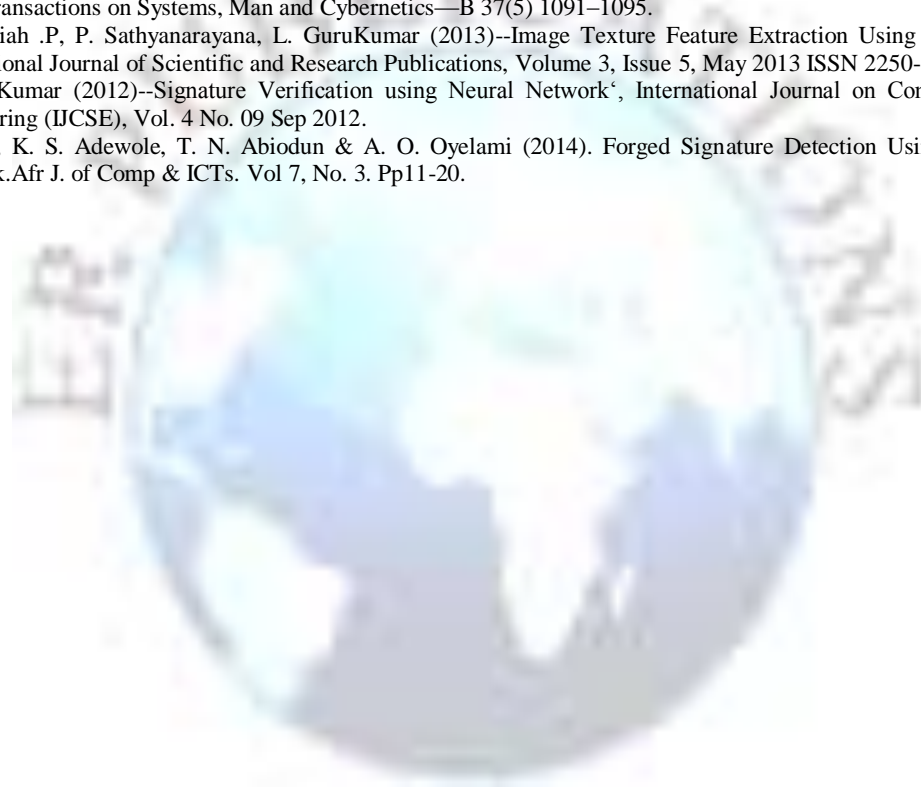 ransactions on Systems, Man and Cybernetics—B 37(5) 1091–1095.
iah .P, P. Sathyanarayana, L. GuruKumar (2013)--Image Texture Feature Extraction Using
ional Journal of Scientific and Research Publications, Volume 3, Issue 5, May 2013 ISSN 2250-
Kumar (2012)--Signature Verification using Neural Network‘, International Journal on Con
ring (IJCSE), Vol. 4 No. 09 Sep 2012.
K. S. Adewole, T. N. Abiodun & A. O. Oyelami (2014). Forged Signature Detection Usi
k.Afr J. of Comp & ICTs. Vol 7, No. 3. Pp11-20.